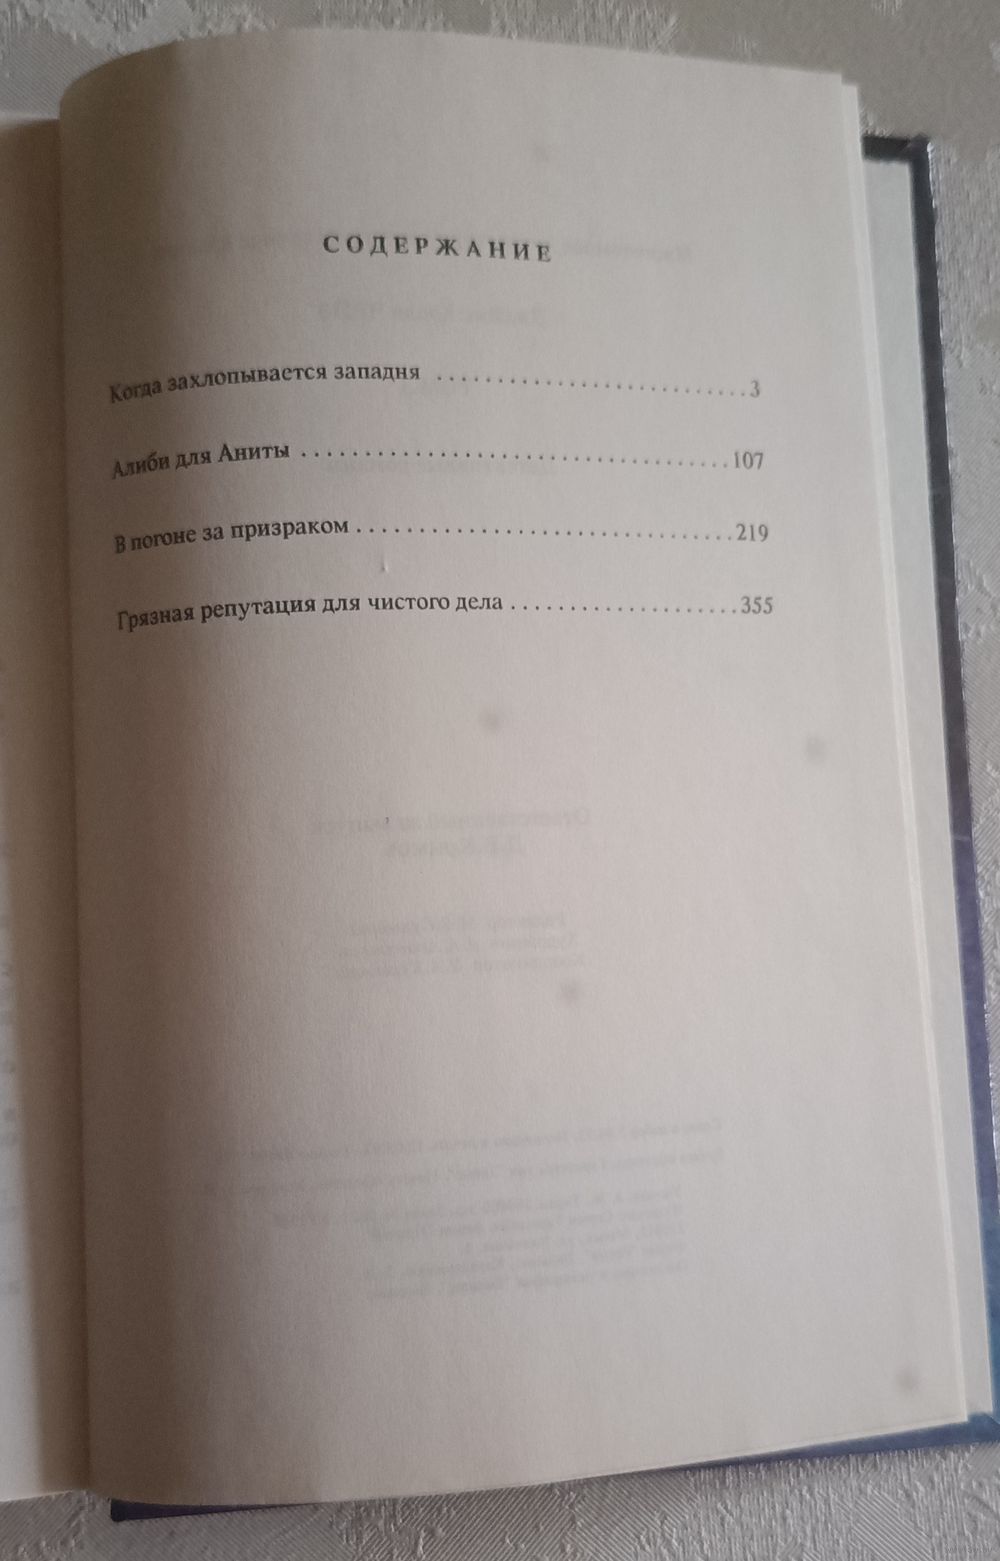 СОДЕРЖАНИЕ
Когда захлопывается западня . . . . . . . . . . . . . . . . . . . . . . . . . . 3
Алиби для Аниты . . . . . . . . . . . . . . . . . . . . . . . . . . . . . . . . . . . . 107
В погоне за призраком . . . . . . . . . . . . . . . . . . . . . . . . . . . . . . . 219
Грязная репутация для чистого дела . . . . . . . . . . . . . . . . . . . . 355